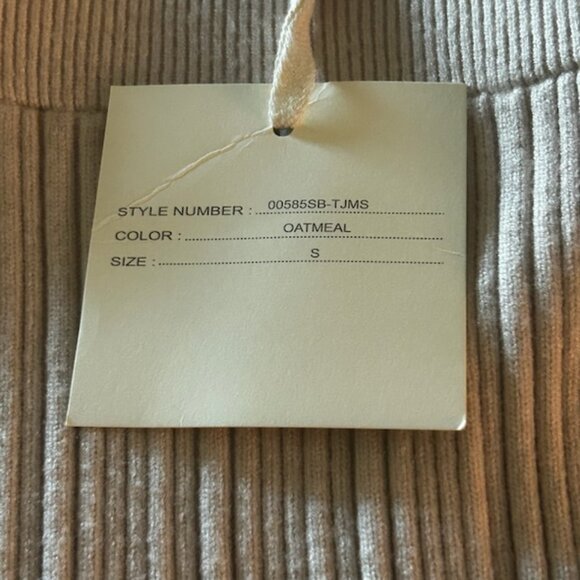 STYLE NUMBER : 00585SB-TJMS
COLOR : OATMEAL
SIZE : S